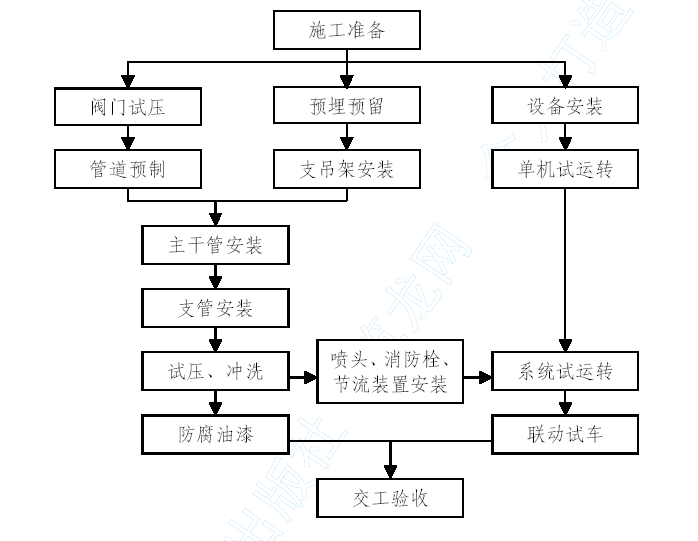 施工准备
阀门试压
预埋预留
设备安装
管道预制
支吊架安装
单机试运转
主干管安装
支管安装
试压、冲洗
喷头、消防栓、
节流装置安装
系统试运转
防腐油漆
联动试车
交工验收